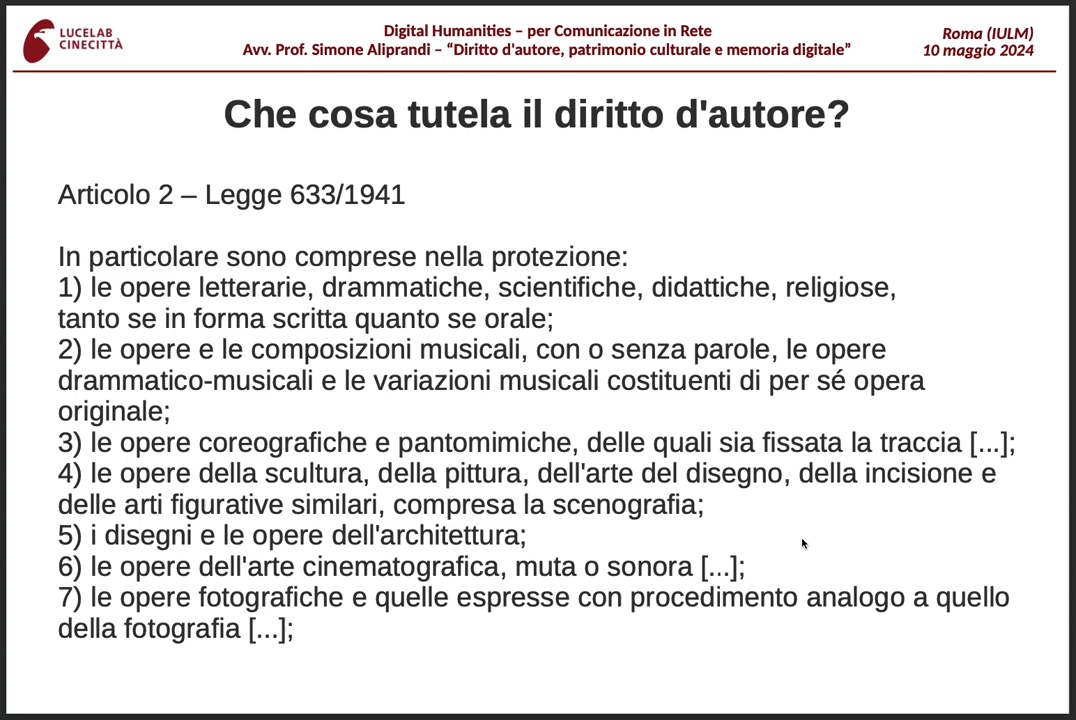 LUCELAB
CINECITTÀ
Digital Humanities – per Comunicazione in Rete
Avv. Prof. Simone Aliprandi – “Diritto d'autore, patrimonio culturale e memoria digitale”
Roma (IULM)
10 maggio 2024
Che cosa tutela il diritto d'autore?
Articolo 2 – Legge 633/1941
In particolare sono comprese nella protezione:
1) le opere letterarie, drammatiche, scientifiche, didattiche, religiose,
tanto se in forma scritta quanto se orale;
2) le opere e le composizioni musicali, con o senza parole, le opere
drammatico-musicali e le variazioni musicali costituenti di per sé opera
originale;
3) le opere coreografiche e pantomimiche, delle quali sia fissata la traccia [...];
4) le opere della scultura, della pittura, dell'arte del disegno, della incisione e
delle arti figurative similari, compresa la scenografia;
5) i disegni e le opere dell'architettura;
6) le opere dell'arte cinematografica, muta o sonora [...];
7) le opere fotografiche e quelle espresse con procedimento analogo a quello
della fotografia [...];